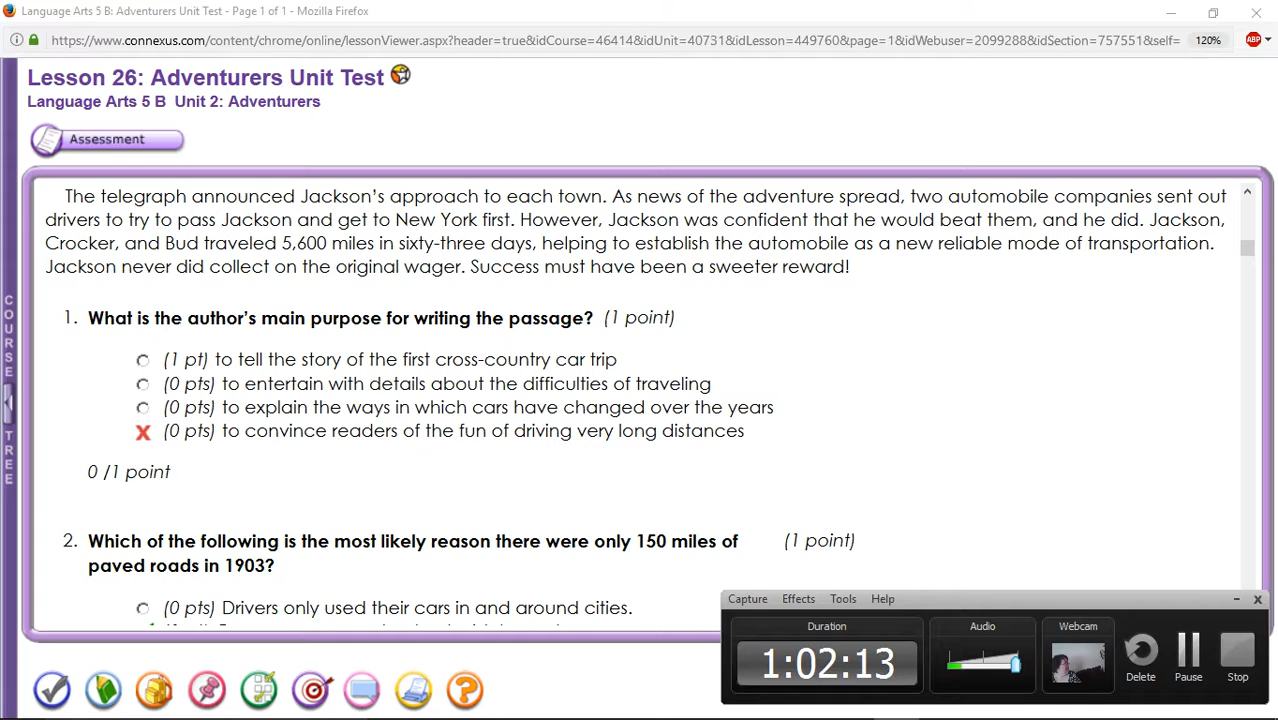 Language Arts 5 B: Adventurers Unit Test - Page 1 of 1 - Mozilla Firefox
https://www.connexus.com/content/chrome/online/lessonViewer.aspx?header=true&idCourse=46414&idUnit=40731&idLesson=449760&page=1&idWebuser=2099288&idSection=757551&self=
120%
ABP
Lesson 26: Adventurers Unit Test
Language Arts 5 B Unit 2: Adventurers
Assessment
The telegraph announced Jackson's approach to each town. As news of the adventure spread, two automobile companies sent out
drivers to try to pass Jackson and get to New York first. However, Jackson was confident that he would beat them, and he did. Jackson,
Crocker, and Bud traveled 5,600 miles in sixty-three days, helping to establish the automobile as a new reliable mode of transportation.
Jackson never did collect on the original wager. Success must have been a sweeter reward!
1. What is the author's main purpose for writing the passage? (1 point)
(1 pt) to tell the story of the first cross-country car trip
(0 pts) to entertain with details about the difficulties of traveling
(0 pts) to explain the ways in which cars have changed over the years
X (0 pts) to convince readers of the fun of driving very long distances
0 /1 point
2. Which of the following is the most likely reason there were only 150 miles of (1 point)
paved roads in 1903?
(0 pts) Drivers only used their cars in and around cities.
COURSE TREE
Capture Effects Tools Help
Duration Audio Webcam
1:02:13
Delete Pause Stop